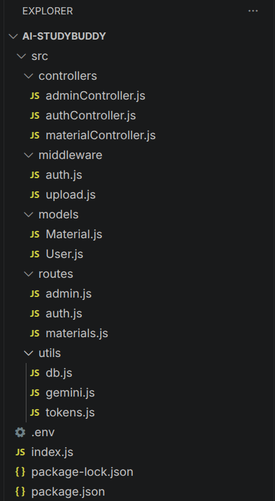 EXPLORER ...
AI-STUDYBUDDY
src
controllers
JS adminController.js
JS authController.js
JS materialController.js
middleware
JS auth.js
JS upload.js
models
JS Material.js
JS User.js
routes
JS admin.js
JS auth.js
JS materials.js
utils
JS db.js
JS gemini.js
JS tokens.js
.env
JS index.js
{} package-lock.json
{} package.json